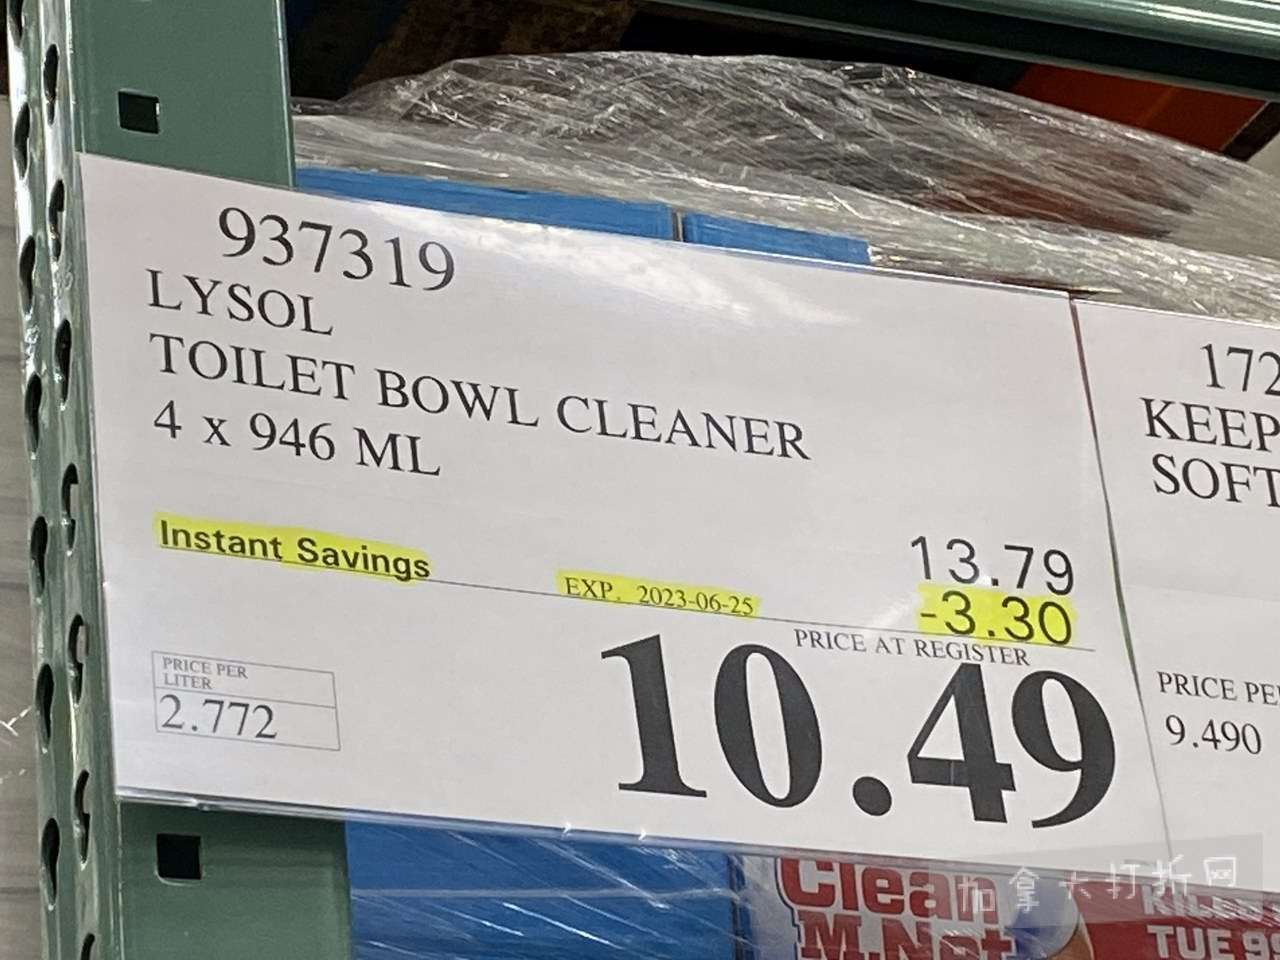 937319
LYSOL
TOILET BOWL CLEANER
4 x 946 ML
Instant Savings
13.79
EXP. 2023-06-25
-3.30
PRICE AT REGISTER
10.49
PRICE PER
LITER
2.772
172
KEEP
SOFT
PRICE PE
9.490
Clean
M.Net
TUE 99
加拿大打折网